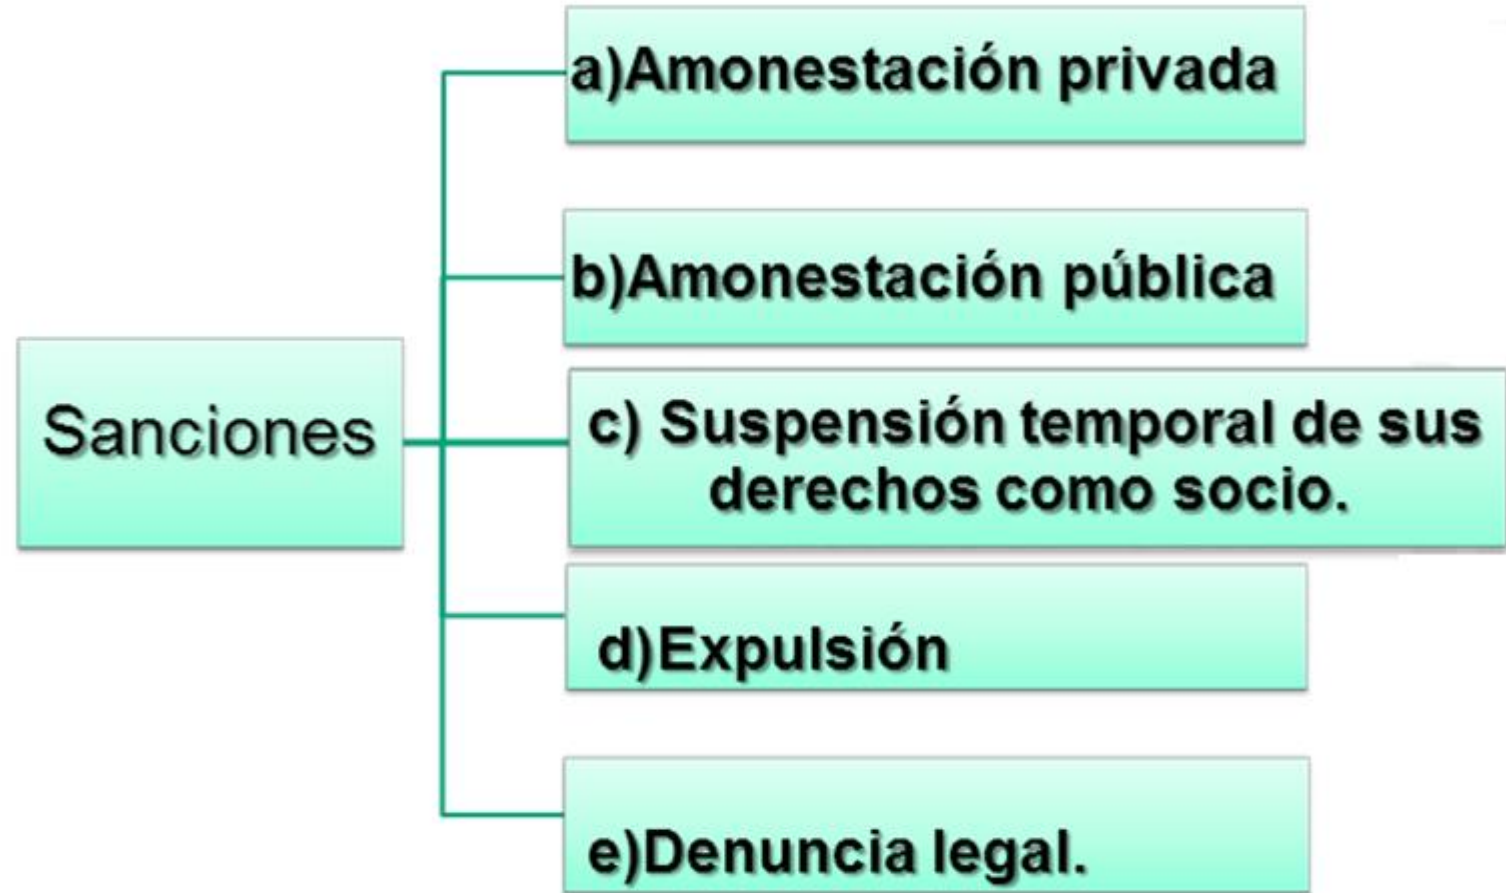 a)Amonestación privada
b)Amonestación pública
Sanciones
c) Suspensión temporal de sus
derechos como socio.
d)Expulsión
e)Denuncia legal.